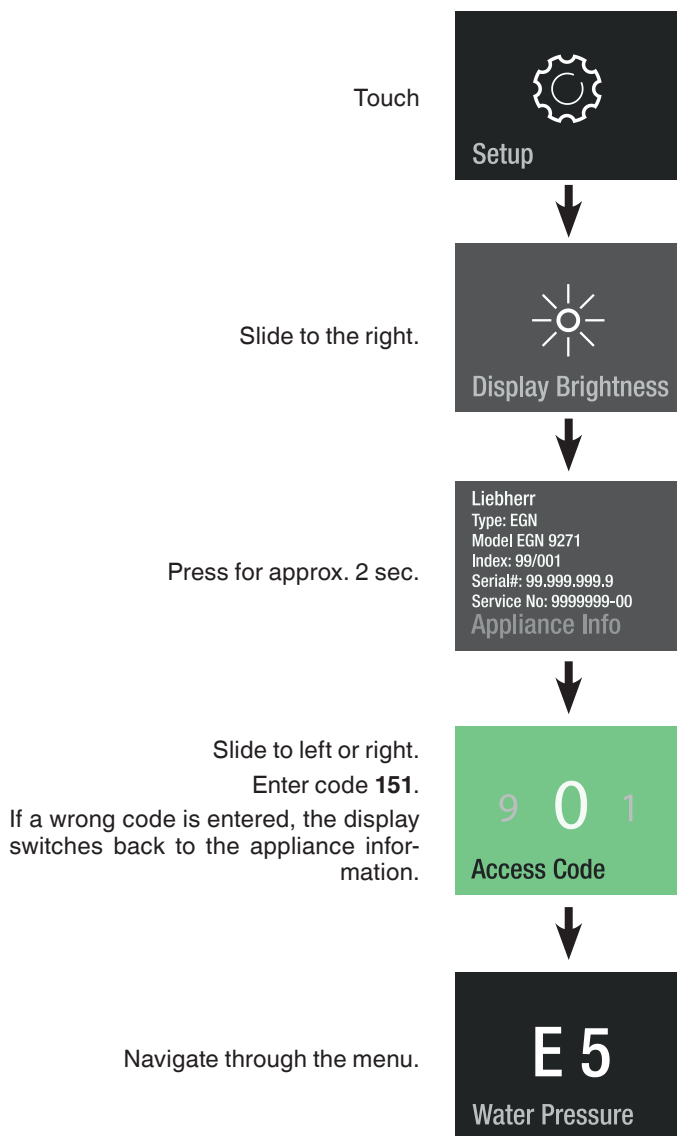 Touch
Setup
Slide to the right.
Display Brightness
Press for approx. 2 sec.
Liebherr
Type: EGN
Model EGN 9271
Index: 99/001
Serial#: 99.999.999.9
Service No: 9999999-00
Appliance Info
Slide to left or right.
Enter code 151.
If a wrong code is entered, the display
switches back to the appliance infor-
mation.
9 0 1
Access Code
Navigate through the menu.
E 5
Water Pressure